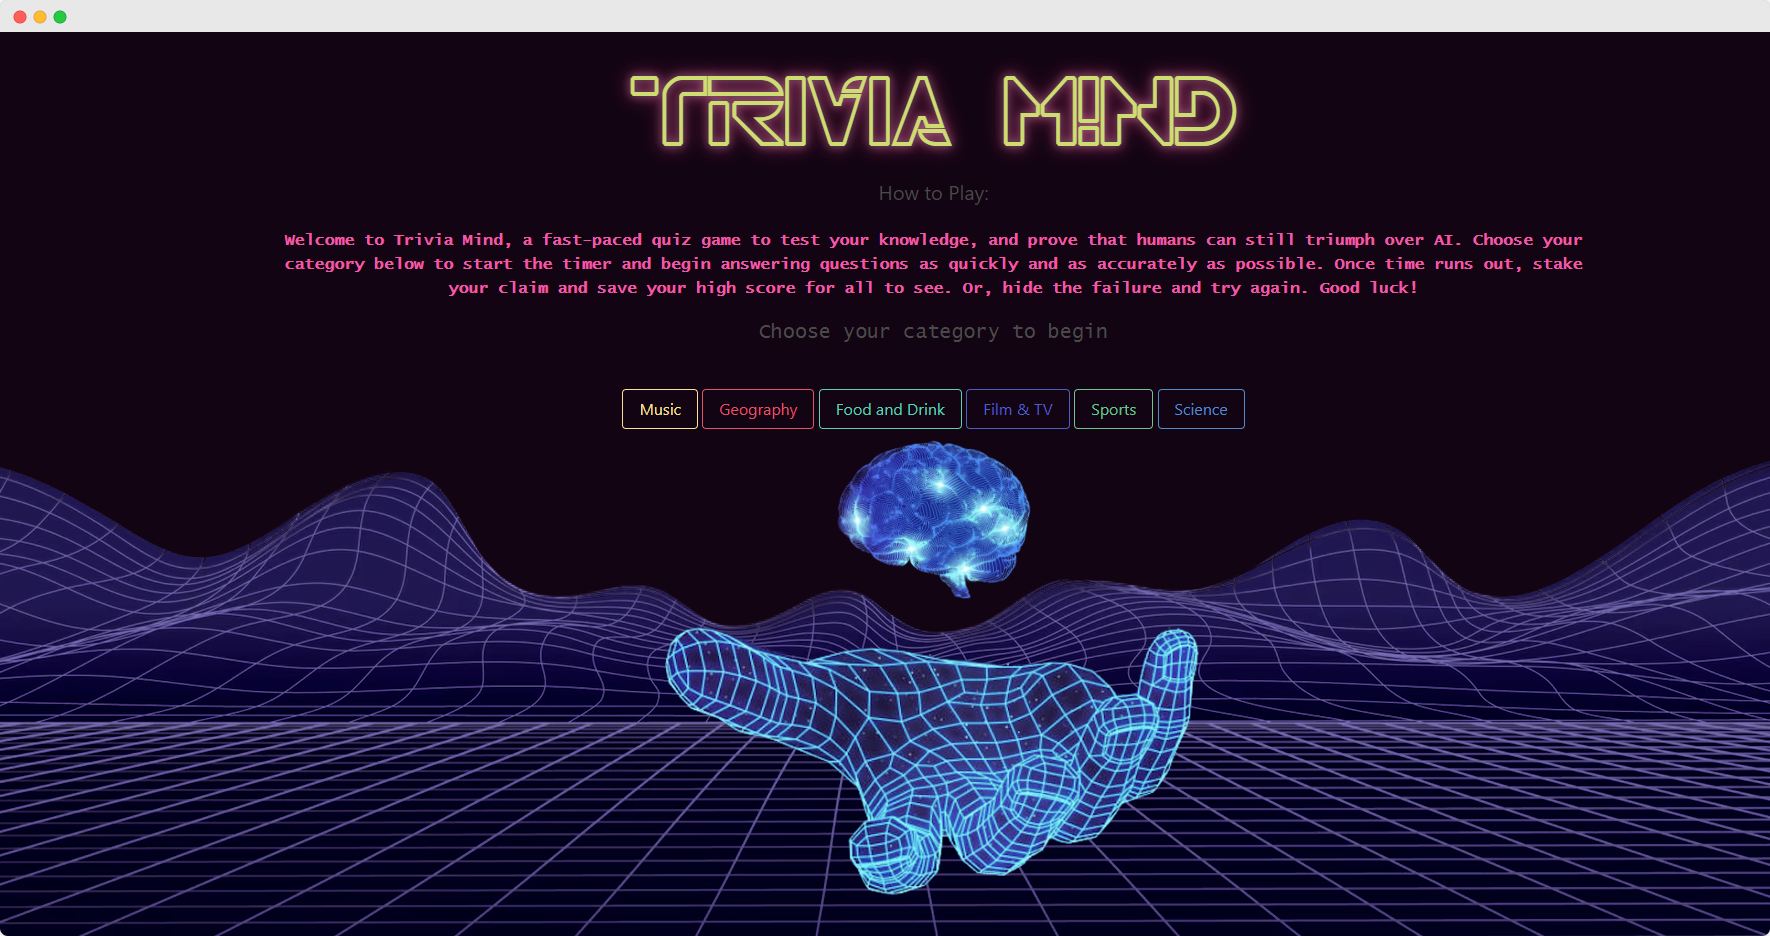 TRIVIA M!ND
How to Play:
Welcome to Trivia Mind, a fast-paced quiz game to test your knowledge, and prove that humans can still triumph over AI. Choose your
category below to start the timer and begin answering questions as quickly and as accurately as possible. Once time runs out, stake
your claim and save your high score for all to see. Or, hide the failure and try again. Good luck!
Choose your category to begin
Music Geography Food and Drink Film & TV Sports Science